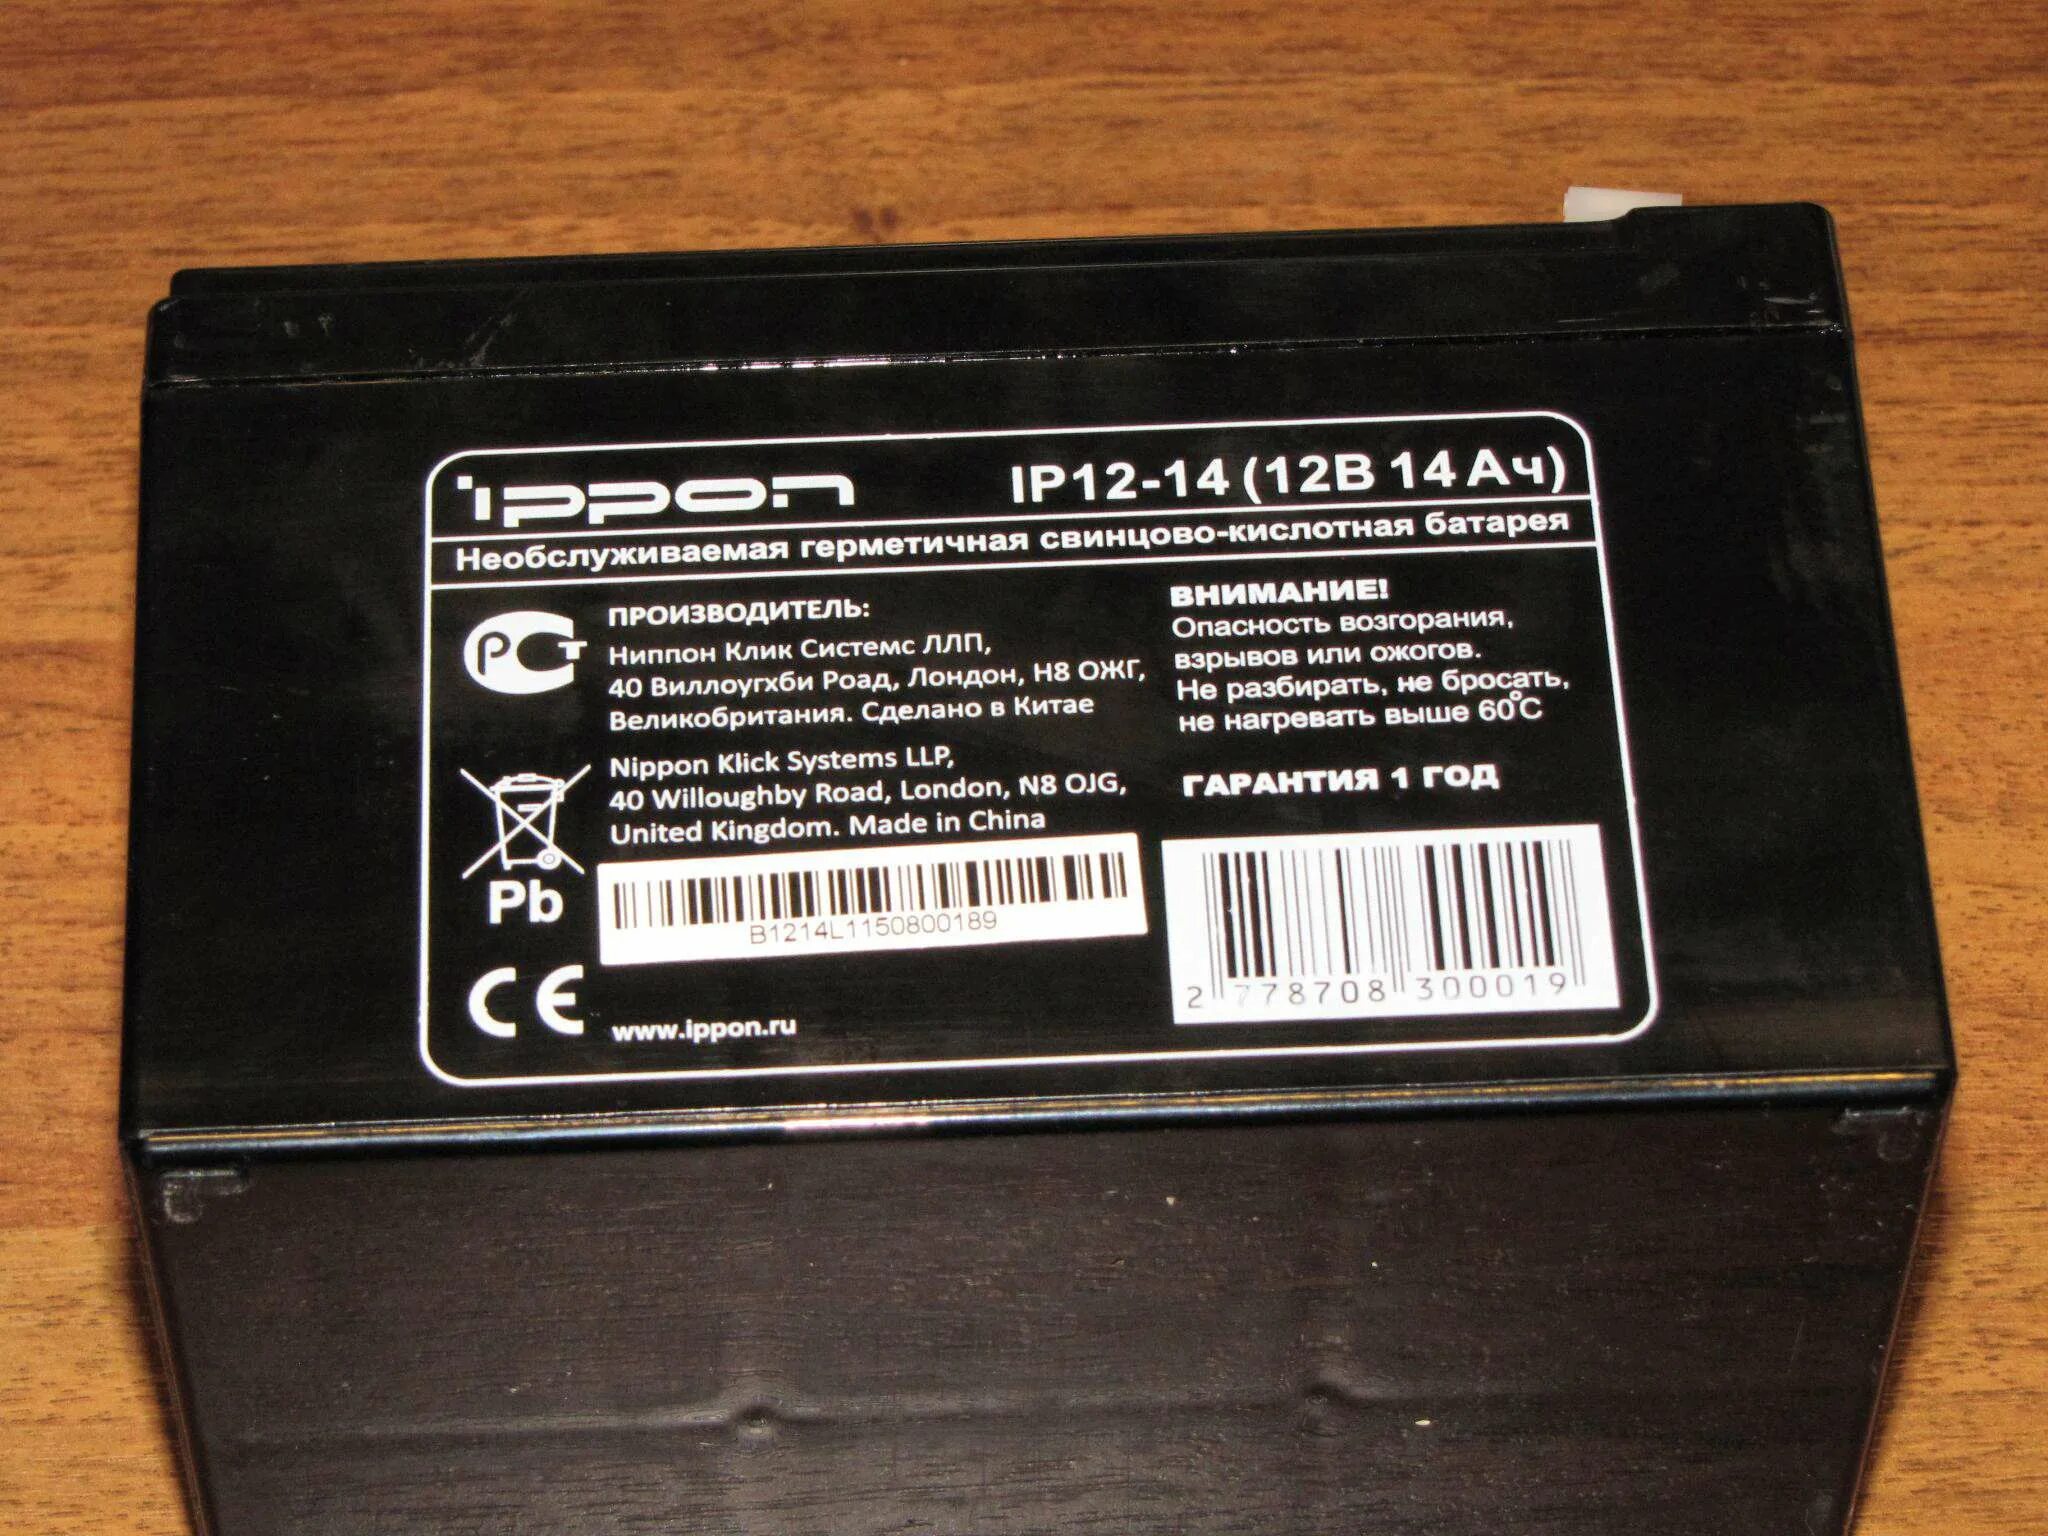 ippon IP12-14 (12В 14 Ач)
Необслуживаемая герметичная свинцово-кислотная батарея
РСТ
ПРОИЗВОДИТЕЛЬ:
Ниппон Клик Системс ЛЛП,
40 Виллоугхби Роад, Лондон, Н8 ОЖГ,
Великобритания. Сделано в Китае
Nippon Klick Systems LLP,
40 Willoughby Road, London, N8 OJG,
United Kingdom. Made in China
Pb
B1214L1150800189
CE
www.ippon.ru
ВНИМАНИЕ!
Опасность возгорания,
взрывов или ожогов.
Не разбирать, не бросать,
не нагревать выше 60°С
ГАРАНТИЯ 1 ГОД
2 778708 300019